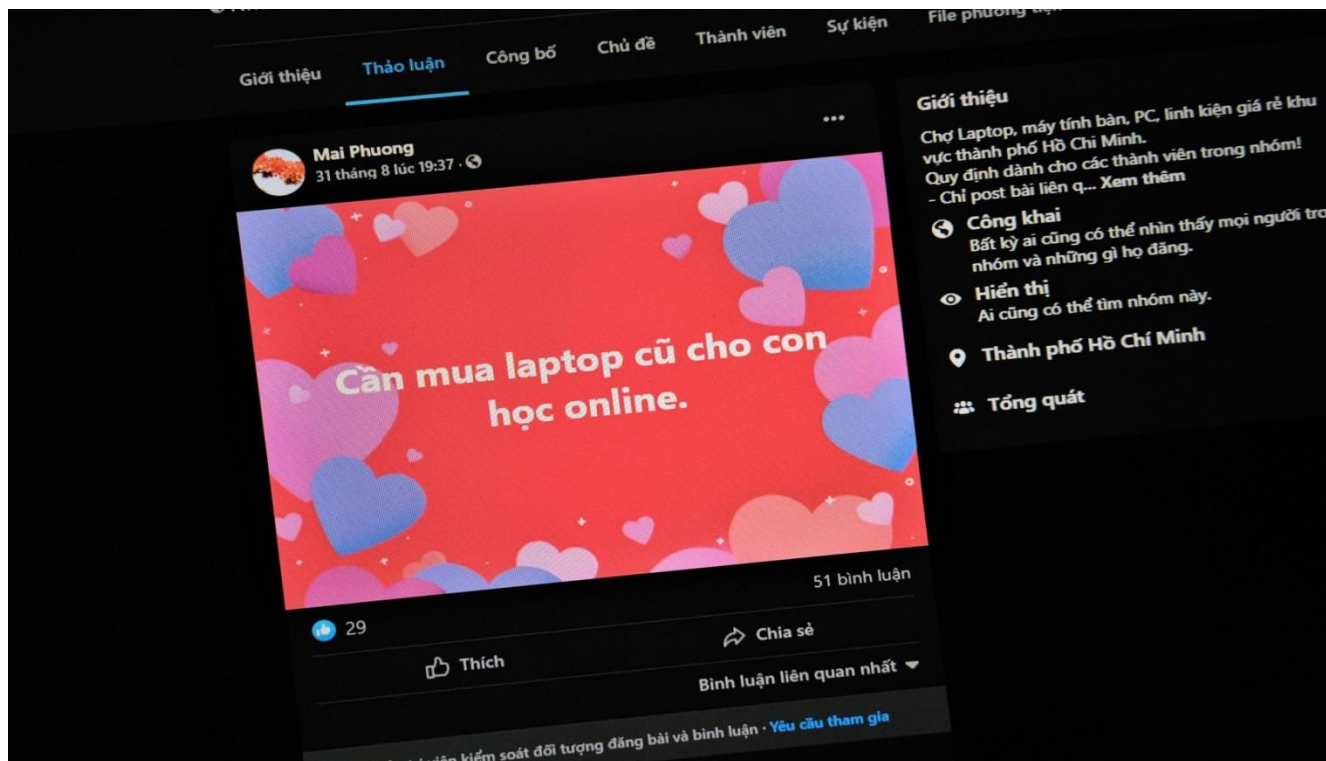 Giới thiệu
Thảo luận
Công bố
Chủ đề
Thành viên
Sự kiện
File phương tiện
Mai Phuong
31 tháng 8 lúc 19:37 ·
Cần mua laptop cũ cho con
học online.
29
51 bình luận
Thích
Chia sẻ
Bình luận liên quan nhất
kiểm soát đối tượng đăng bài và bình luận · Yêu cầu tham gia
Giới thiệu
Chợ Laptop, máy tính bàn, PC, linh kiện giá rẻ khu
vực thành phố Hồ Chi Minh.
Quy định dành cho các thành viên trong nhóm!
- Chỉ post bài liên q... Xem thêm
Công khai
Bất kỳ ai cũng có thể nhìn thấy mọi người
nhóm và những gì họ đăng.
Hiển thị
Ai cũng có thể tìm nhóm này.
Thành phố Hồ Chí Minh
Tổng quát